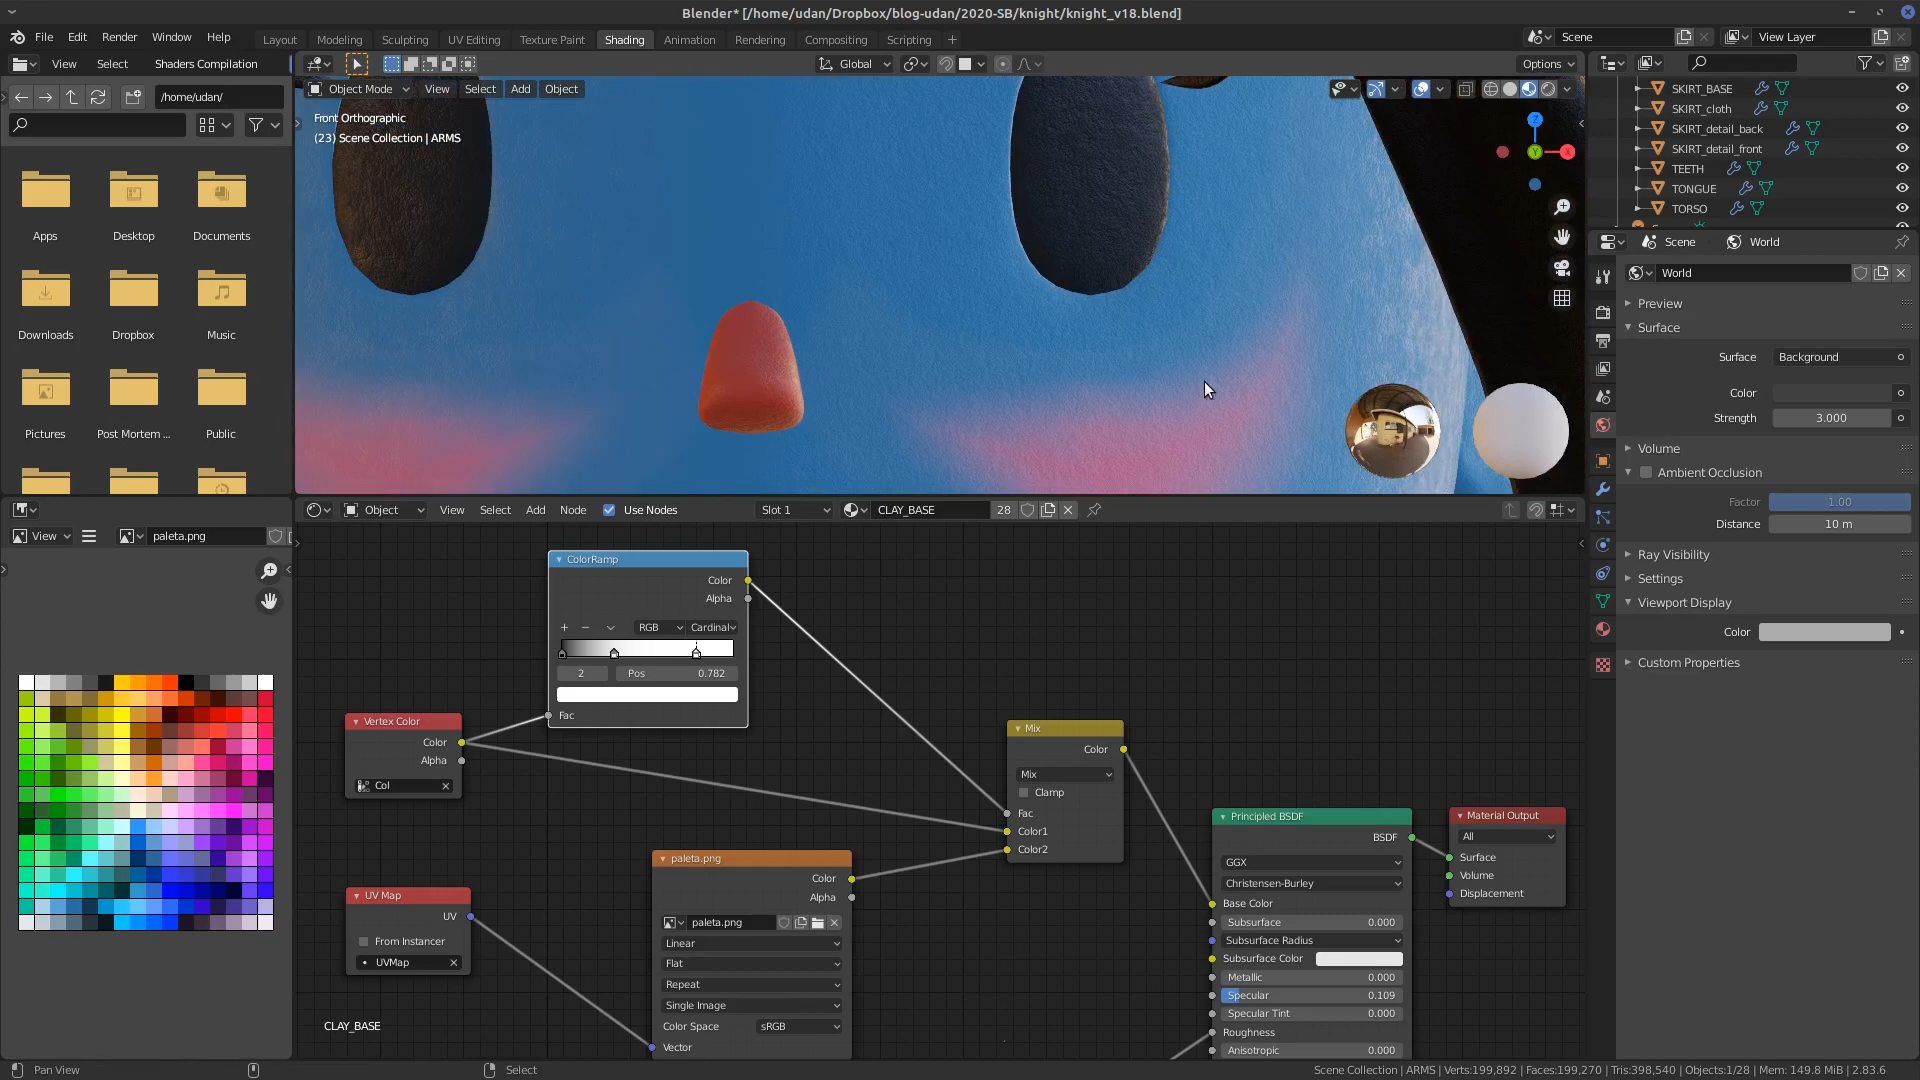 Blender* [/home/udan/Dropbox/blog-udan/2020-SB/knight/knight_v18.blend]
File Edit Render Window Help
Layout Modeling Sculpting UV Editing Texture Paint Shading Animation Rendering Compositing Scripting +
Scene View Layer
View Select Shaders Compilation
Global Options
/home/udan/
Object Mode View Select Add Object
Front Orthographic
(23) Scene Collection | ARMS
Z
X
Y
Apps Desktop Documents
Downloads Dropbox Music
Pictures Post Mortem ... Public
SKIRT_BASE
SKIRT_cloth
SKIRT_detail_back
SKIRT_detail_front
TEETH
TONGUE
TORSO
Scene World
World
Preview
Surface
Surface Background
Color
Strength 3.000
Volume
Ambient Occlusion
Factor 1.00
Distance 10 m
Ray Visibility
Settings
Viewport Display
Color
Custom Properties
View paleta.png
Object View Select Add Node Use Nodes Slot 1 CLAY_BASE 28
ColorRamp
Color
Alpha
RGB Cardinal
2 Pos 0.782
Fac
Vertex Color
Color
Alpha
Col
UV Map
UV
From Instancer
UVMap
paleta.png
Color
Alpha
paleta.png
Linear
Flat
Repeat
Single Image
Color Space sRGB
Vector
Mix
Color
Mix
Clamp
Fac
Color1
Color2
Principled BSDF
BSDF
GGX
Christensen-Burley
Base Color
Subsurface 0.000
Subsurface Radius
Subsurface Color
Metallic 0.000
Specular 0.109
Specular Tint 0.000
Roughness
Anisotropic 0.000
Material Output
All
Surface
Volume
Displacement
CLAY_BASE
Pan View Select
Scene Collection | ARMS | Verts:199,892 | Faces:199,270 | Tris:398,540 | Objects:1/28 | Mem: 149.8 MiB | 2.83.6